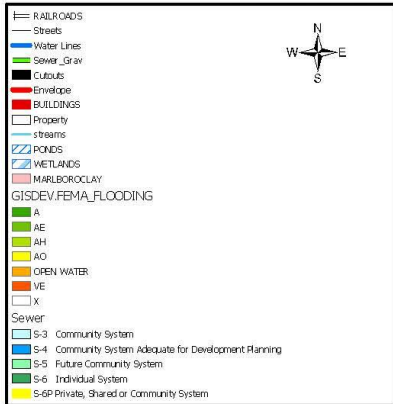 RAILROADS
Streets
Water Lines
Sewer_Grav
Cutouts
Envelope
BUILDINGS
Property
streams
PONDS
WETLANDS
MARLBOROCLAY
GISDEV.FEMA_FLOODING
A
AE
AH
AO
OPEN WATER
VE
X
Sewer
S-3 Community System
S-4 Community System Adequate for Development Planning
S-5 Future Community System
S-6 Individual System
S-6P Private, Shared or Community System
N
W E
S